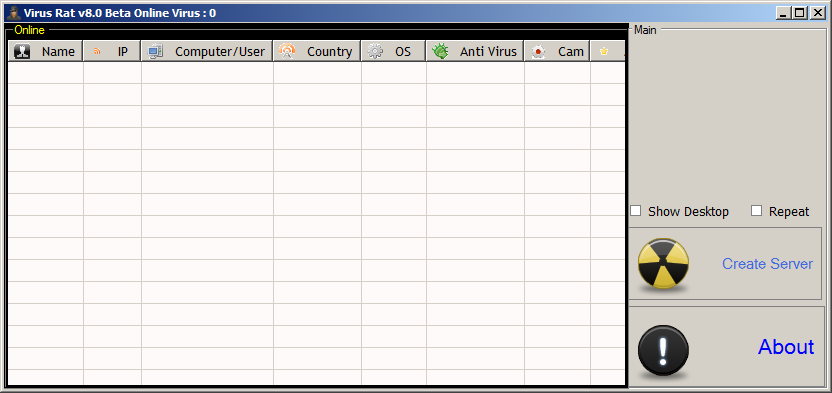 Virus Rat v8.0 Beta Online Virus : 0
Online
Main
Name IP Computer/User Country OS Anti Virus Cam
Show Desktop Repeat
Create Server
About